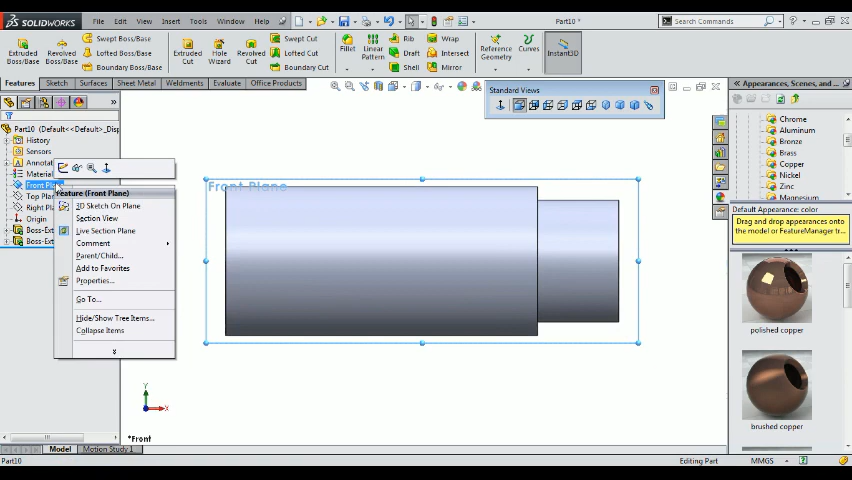 SOLIDWORKS
File Edit View Insert Tools Window Help
Part10 *
Search Commands
Extruded Boss/Base
Revolved Boss/Base
Swept Boss/Base
Lofted Boss/Base
Boundary Boss/Base
Extruded Cut
Hole Wizard
Revolved Cut
Swept Cut
Lofted Cut
Boundary Cut
Fillet
Linear Pattern
Rib
Draft
Shell
Wrap
Intersect
Mirror
Reference Geometry
Curves
Instant3D
Features Sketch Surfaces Sheet Metal Weldments Evaluate Office Products
Standard Views
Appearances, Scenes, and...
Part10 (Default<<Default>_Disp
History
Sensors
Annotat
Material
Front Pla
Top Plan
Right Pla
Origin
Boss-Ext
Boss-Ext
Feature (Front Plane)
3D Sketch On Plane
Section View
Live Section Plane
Comment
Parent/Child...
Add to Favorites
Properties...
Go To...
Hide/Show Tree Items...
Collapse Items
Front Plane
Y
X
*Front
Chrome
Aluminum
Bronze
Brass
Copper
Nickel
Zinc
Magnesium
Default Appearance: color
Drag and drop appearances onto the model or FeatureManager tree.
polished copper
brushed copper
Model Motion Study 1
Part10
Editing Part
MMGS